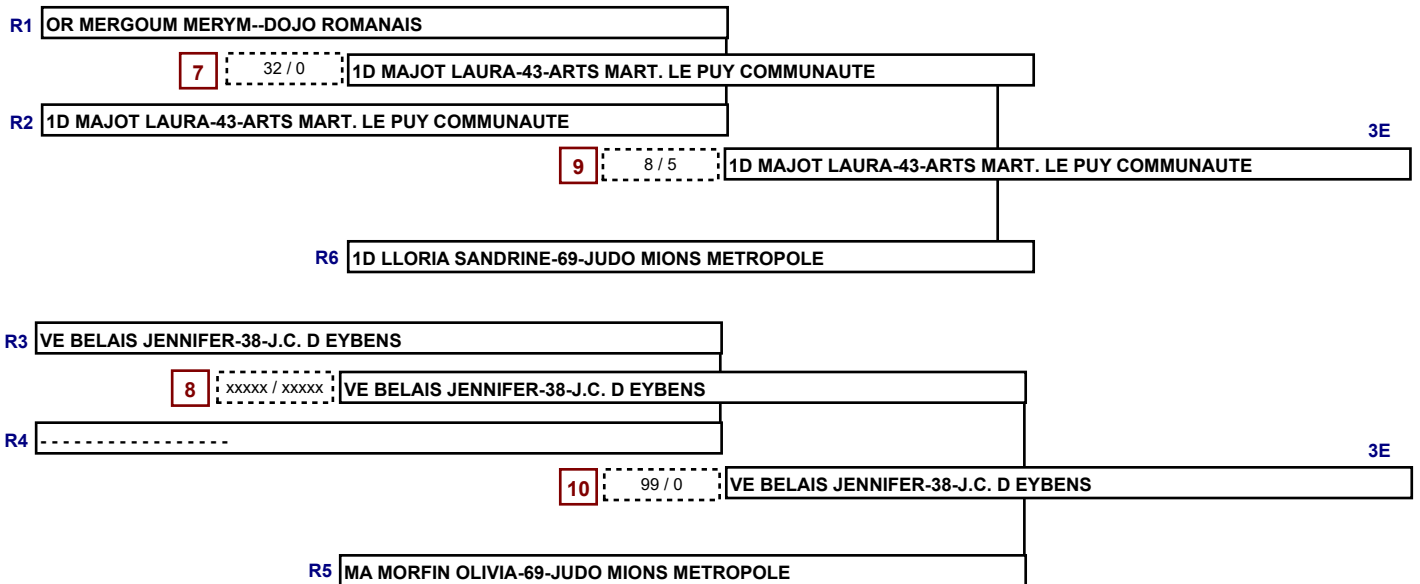 R1 OR MERGOUM MERYM--DOJO ROMANAIS
7 32 / 0 1D MAJOT LAURA-43-ARTS MART. LE PUY COMMUNAUTE
R2 1D MAJOT LAURA-43-ARTS MART. LE PUY COMMUNAUTE
3E
9 8 / 5 1D MAJOT LAURA-43-ARTS MART. LE PUY COMMUNAUTE
R6 1D LLORIA SANDRINE-69-JUDO MIONS METROPOLE
R3 VE BELAIS JENNIFER-38-J.C. D EYBENS
8 xxxxx / xxxxx VE BELAIS JENNIFER-38-J.C. D EYBENS
R4 - - - - - - - - - - - - - - - - -
3E
10 99 / 0 VE BELAIS JENNIFER-38-J.C. D EYBENS
R5 MA MORFIN OLIVIA-69-JUDO MIONS METROPOLE